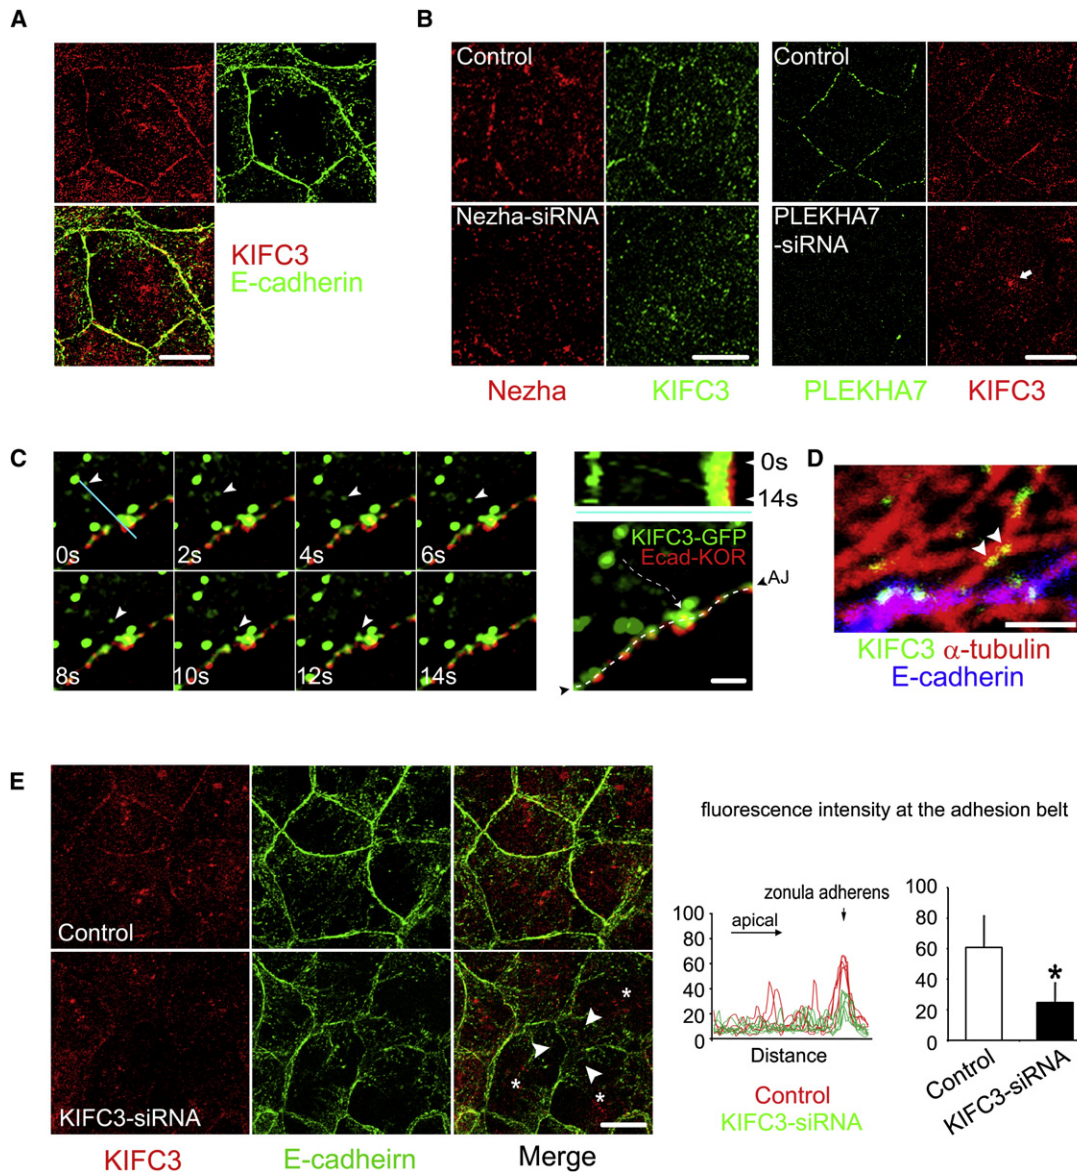 A
KIFC3
E-cadherin
B
Control
Control
Nezha-siRNA
PLEKHA7
-siRNA
Nezha
KIFC3
PLEKHA7
KIFC3
C
0s
2s
4s
6s
8s
10s
12s
14s
0s
14s
KIFC3-GFP
Ecad-KOR
AJ
D
KIFC3 α-tubulin
E-cadherin
E
Control
KIFC3-siRNA
KIFC3
E-cadheirn
Merge
* * *
fluorescence intensity at the adhesion belt
zonula adherens
apical
100
80
60
40
20
0
Distance
Control
KIFC3-siRNA
100
80
60
40
20
0
*
Control
KIFC3-siRNA